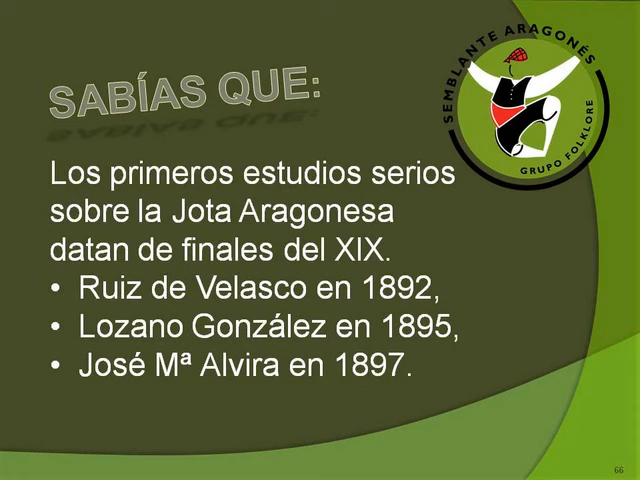 SABÍAS QUE:
SEMBLANTE ARAGONÉS
GRUPO FOLKLORE
Los primeros estudios serios
sobre la Jota Aragonesa
datan de finales del XIX.
• Ruiz de Velasco en 1892,
• Lozano González en 1895,
• José Mª Alvira en 1897.
66